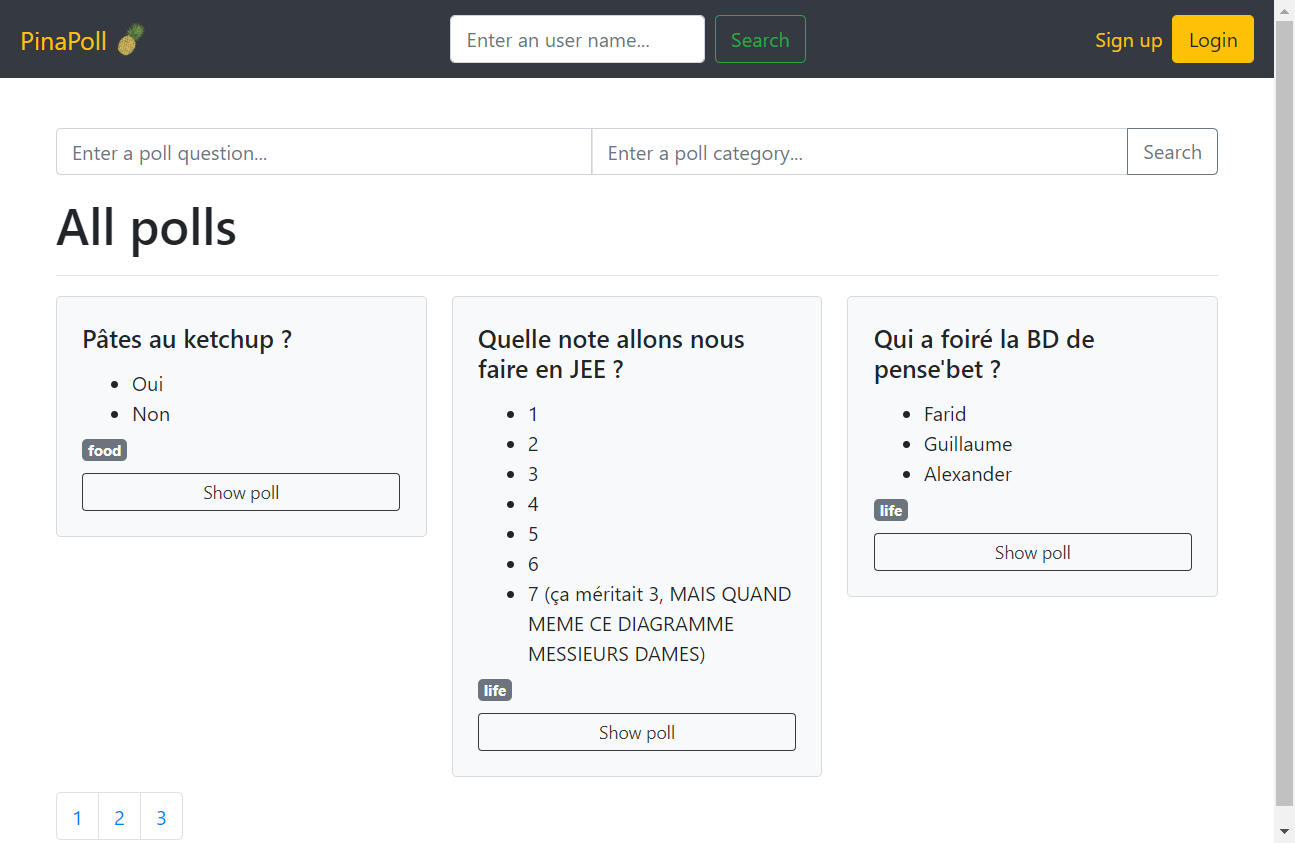 PinaPoll
Enter an user name...
Search
Sign up
Login
Enter a poll question...
Enter a poll category...
Search
All polls
Pâtes au ketchup ?
Oui
Non
food
Show poll
Quelle note allons nous
faire en JEE ?
1
2
3
4
5
6
7 (ça méritait 3, MAIS QUAND
MEME CE DIAGRAMME
MESSIEURS DAMES)
life
Show poll
Qui a foiré la BD de
pense'bet ?
Farid
Guillaume
Alexander
life
Show poll
1
2
3